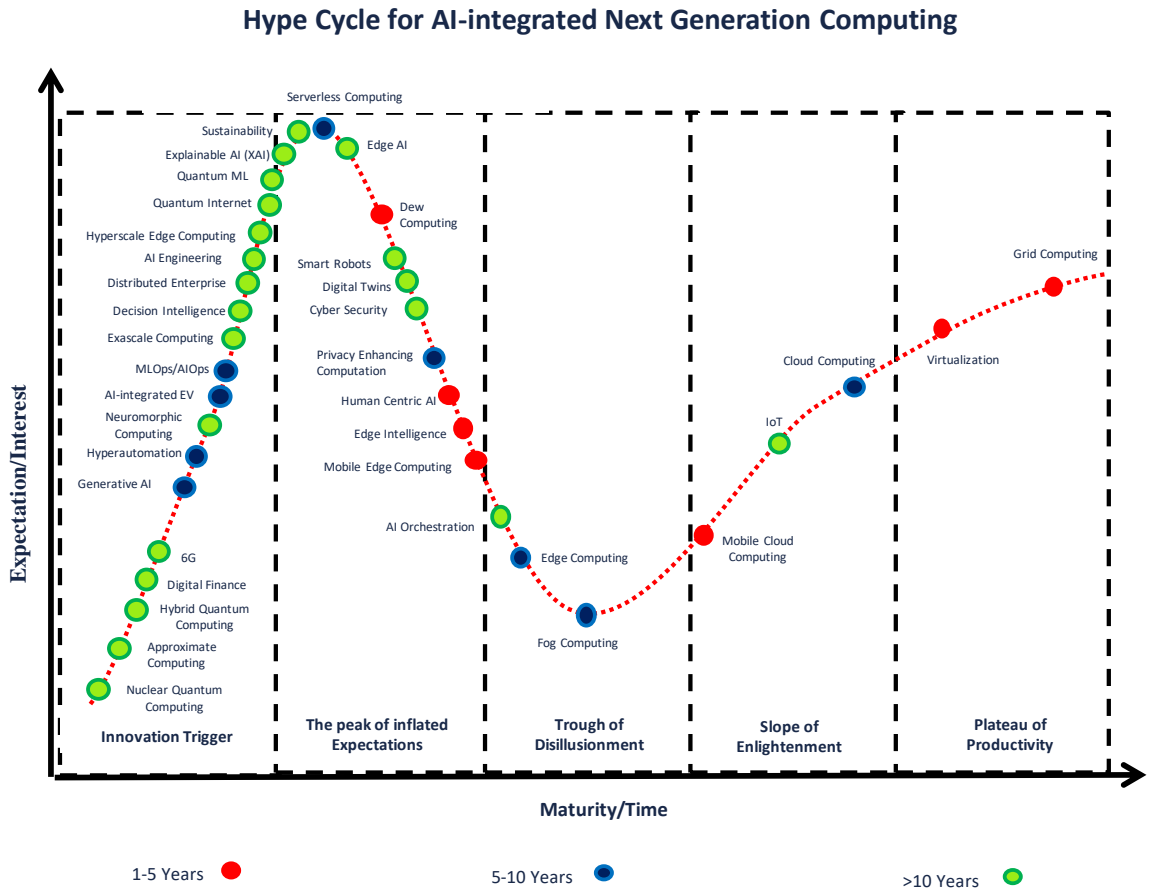 Hype Cycle for AI-integrated Next Generation Computing
Expectation/Interest
Serverless Computing
Sustainability
Edge AI
Explainable AI (XAI)
Quantum ML
Quantum Internet
Dew
Computing
Hyperscale Edge Computing
AI Engineering
Smart Robots
Distributed Enterprise
Digital Twins
Decision Intelligence
Cyber Security
Exascale Computing
Privacy Enhancing
Computation
MLOps/AIOps
AI-integrated EV
Human Centric AI
Neuromorphic
Computing
Edge Intelligence
Hyperautomation
Mobile Edge Computing
Generative AI
AI Orchestration
6G
Edge Computing
Digital Finance
Hybrid Quantum
Computing
Approximate
Computing
Fog Computing
Nuclear Quantum
Computing
Mobile Cloud
Computing
IoT
Cloud Computing
Virtualization
Grid Computing
Innovation Trigger
The peak of inflated
Expectations
Trough of
Disillusionment
Slope of
Enlightenment
Plateau of
Productivity
Maturity/Time
1-5 Years
5-10 Years
>10 Years